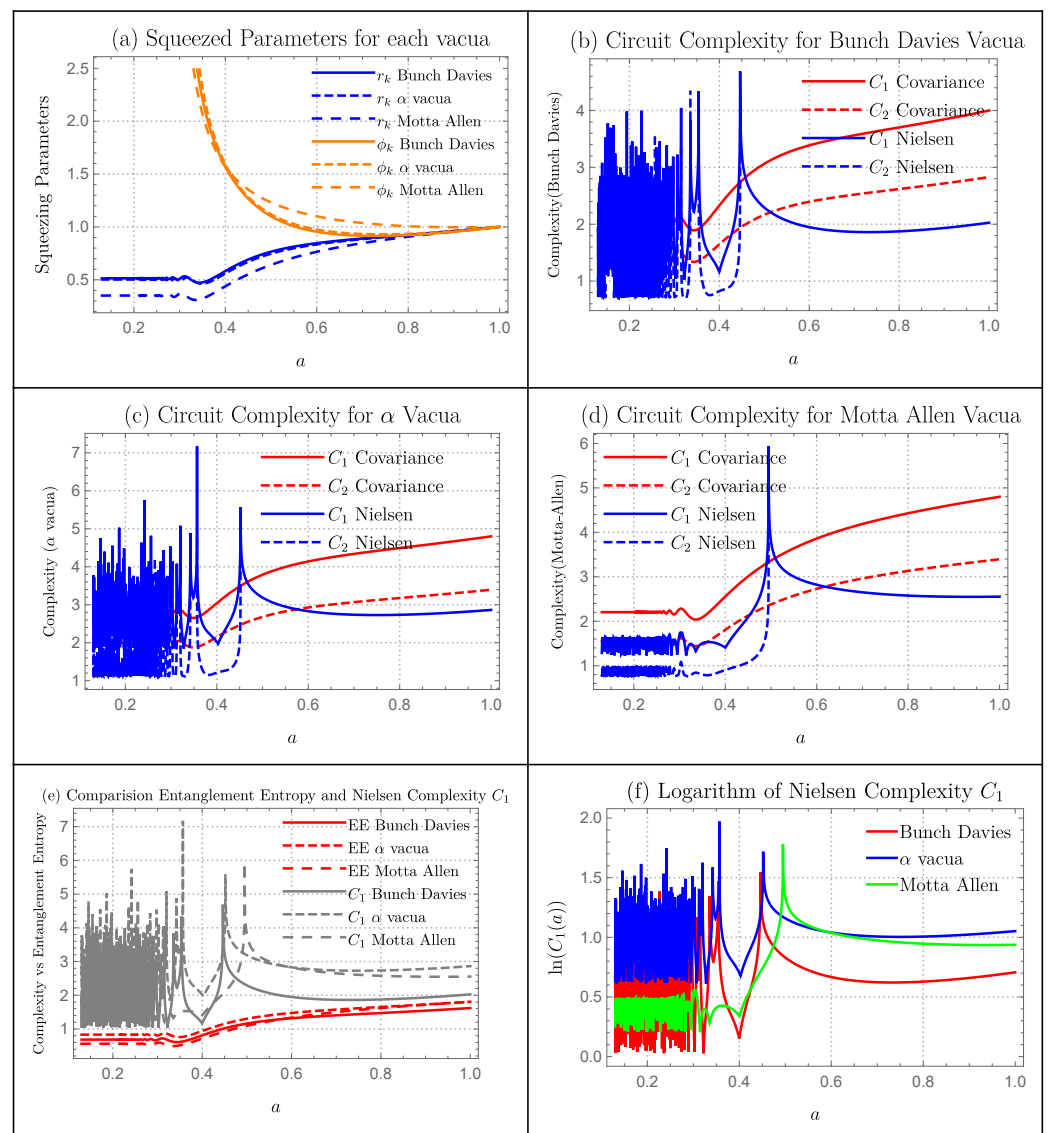 (a) Squeezed Parameters for each vacua
Squeezing Parameters
2.5
2.0
1.5
1.0
0.5
r_k Bunch Davies
r_k α vacua
r_k Motta Allen
ϕ_k Bunch Davies
ϕ_k α vacua
ϕ_k Motta Allen
0.2 0.4 0.6 0.8 1.0
a
(b) Circuit Complexity for Bunch Davies Vacua
Complexity(Bunch Davies)
4
3
2
1
C_1 Covariance
C_2 Covariance
C_1 Nielsen
C_2 Nielsen
0.2 0.4 0.6 0.8 1.0
a
(c) Circuit Complexity for α Vacua
Complexity (α vacua)
7
6
5
4
3
2
1
C_1 Covariance
C_2 Covariance
C_1 Nielsen
C_2 Nielsen
0.2 0.4 0.6 0.8 1.0
a
(d) Circuit Complexity for Motta Allen Vacua
Complexity(Motta-Allen)
6
5
4
3
2
1
C_1 Covariance
C_2 Covariance
C_1 Nielsen
C_2 Nielsen
0.2 0.4 0.6 0.8 1.0
a
(e) Comparision Entanglement Entropy and Nielsen Complexity C_1
Complexity vs Entanglement Entropy
7
6
5
4
3
2
1
EE Bunch Davies
EE α vacua
EE Motta Allen
C_1 Bunch Davies
C_1 α vacua
C_1 Motta Allen
0.2 0.4 0.6 0.8 1.0
a
(f) Logarithm of Nielsen Complexity C_1
ln(C_1(a))
2.0
1.5
1.0
0.5
0.0
Bunch Davies
α vacua
Motta Allen
0.2 0.4 0.6 0.8 1.0
a